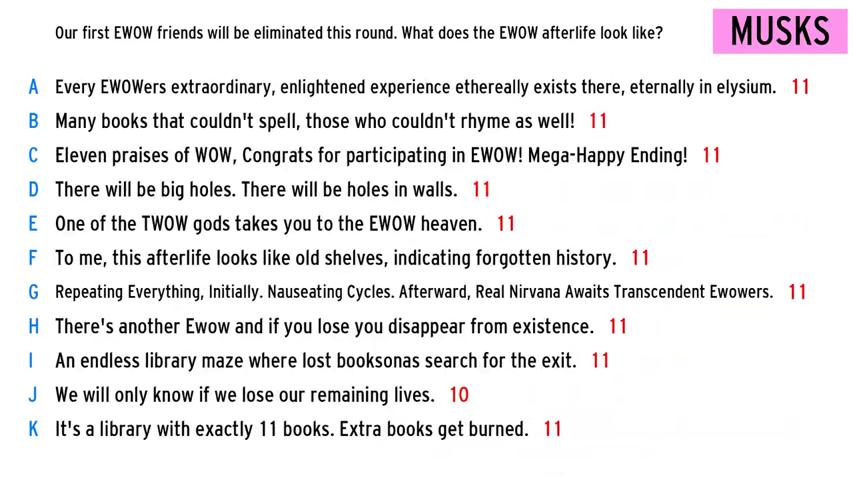 Our first EWOW friends will be eliminated this round. What does the EWOW afterlife look like?
MUSKS
A Every EWOWers extraordinary, enlightened experience ethereally exists there, eternally in elysium. 11
B Many books that couldn't spell, those who couldn't rhyme as well! 11
C Eleven praises of WOW, Congrats for participating in EWOW! Mega-Happy Ending! 11
D There will be big holes. There will be holes in walls. 11
E One of the TWOW gods takes you to the EWOW heaven. 11
F To me, this afterlife looks like old shelves, indicating forgotten history. 11
G Repeating Everything, Initially. Nauseating Cycles. Afterward, Real Nirvana Awaits Transcendent Ewowers. 11
H There's another Ewow and if you lose you disappear from existence. 11
I An endless library maze where lost booksonas search for the exit. 11
J We will only know if we lose our remaining lives. 10
K It's a library with exactly 11 books. Extra books get burned. 11